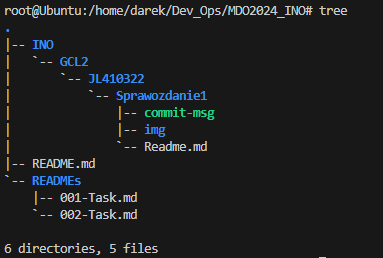 root@Ubuntu:/home/darek/Dev_Ops/MDO2024_INO# tree
.
|-- INO
|   `-- GCL2
|       `-- JL410322
|           `-- Sprawozdanie1
|               |-- commit-msg
|               |-- img
|               `-- Readme.md
|-- README.md
`-- READMEs
    |-- 001-Task.md
    `-- 002-Task.md
6 directories, 5 files